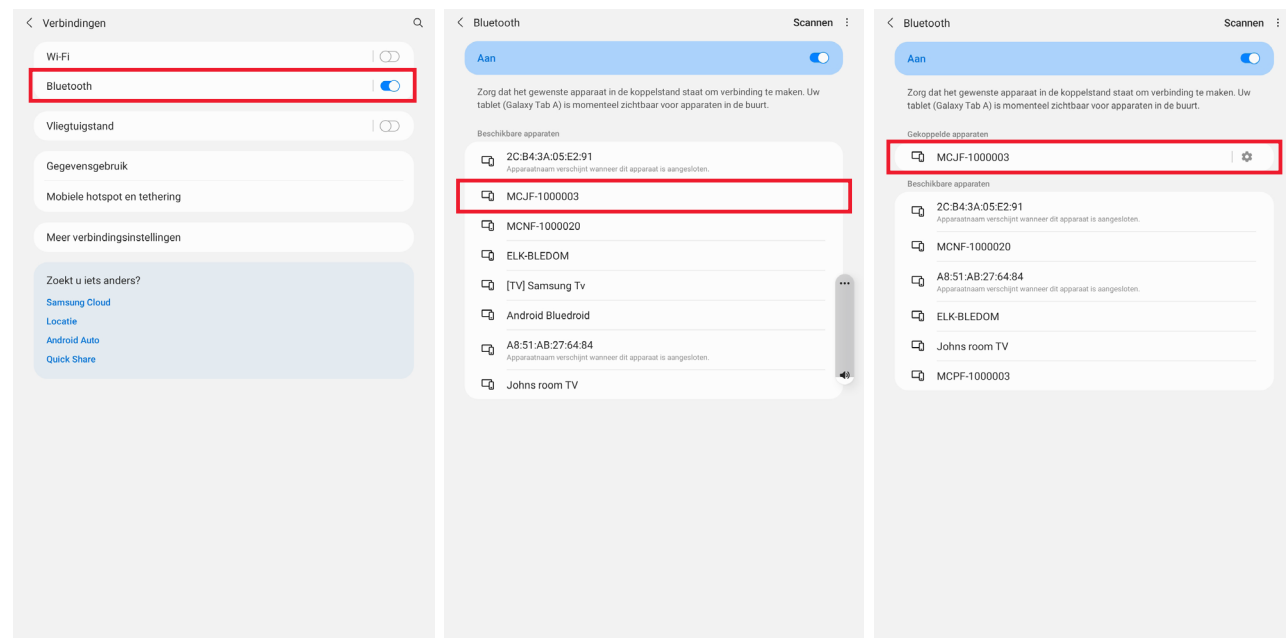 Verbindingen
Wi-Fi
Bluetooth
Vliegtuigstand
Gegevensgebruik
Mobiele hotspot en tethering
Meer verbindingsinstellingen
Zoekt u iets anders?
Samsung Cloud
Locatie
Android Auto
Quick Share
Bluetooth
Scannen
Aan
Zorg dat het gewenste apparaat in de koppelstand staat om verbinding te maken. Uw
tablet (Galaxy Tab A) is momenteel zichtbaar voor apparaten in de buurt.
Beschikbare apparaten
2C:B4:3A:05:E2:91
Apparaatnaam verschijnt wanneer dit apparaat is aangesloten.
MCJF-1000003
MCNF-1000020
ELK-BLEDOM
[TV] Samsung Tv
Android Bluedroid
A8:51:AB:27:64:84
Apparaatnaam verschijnt wanneer dit apparaat is aangesloten.
Johns room TV
Bluetooth
Scannen
Aan
Zorg dat het gewenste apparaat in de koppelstand staat om verbinding te maken. Uw
tablet (Galaxy Tab A) is momenteel zichtbaar voor apparaten in de buurt.
Gekoppelde apparaten
MCJF-1000003
Beschikbare apparaten
2C:B4:3A:05:E2:91
Apparaatnaam verschijnt wanneer dit apparaat is aangesloten.
MCNF-1000020
A8:51:AB:27:64:84
Apparaatnaam verschijnt wanneer dit apparaat is aangesloten.
ELK-BLEDOM
Johns room TV
MCPF-1000003